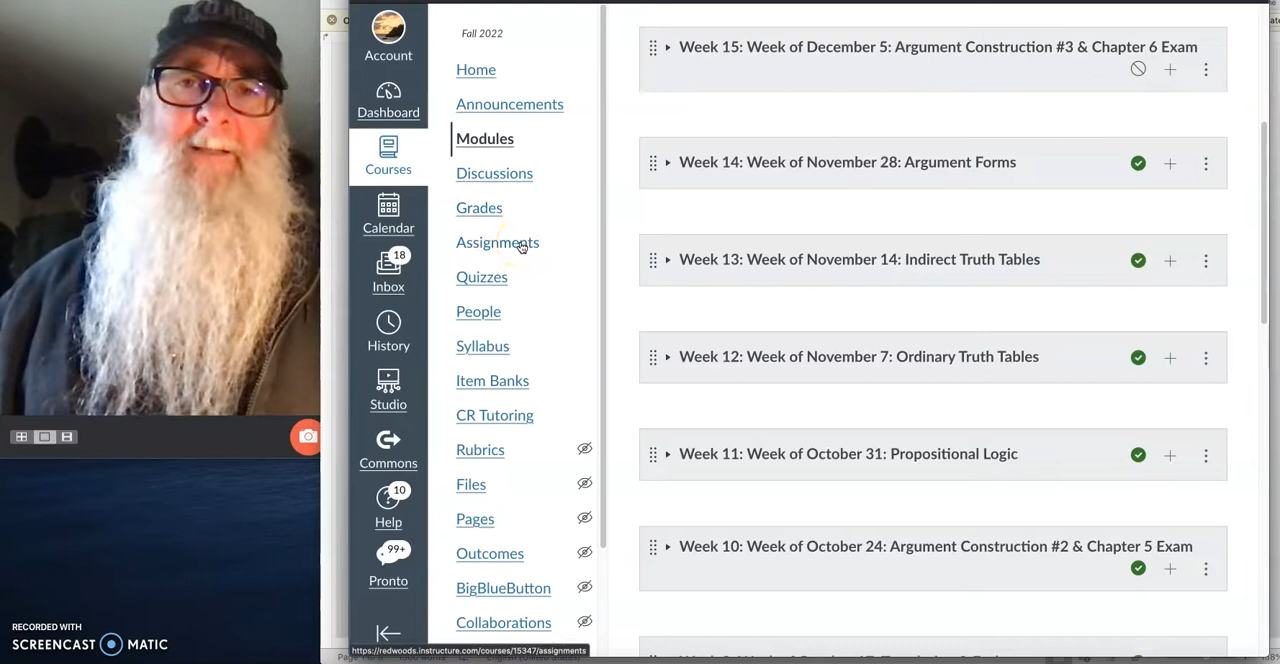 Account
Dashboard
Courses
Calendar
18
Inbox
History
Studio
Commons
10
Help
99+
Pronto
Fall 2022
Home
Announcements
Modules
Discussions
Grades
Assignments
Quizzes
People
Syllabus
Item Banks
CR Tutoring
Rubrics
Files
Pages
Outcomes
BigBlueButton
Collaborations
Week 15: Week of December 5: Argument Construction #3 & Chapter 6 Exam
Week 14: Week of November 28: Argument Forms
Week 13: Week of November 14: Indirect Truth Tables
Week 12: Week of November 7: Ordinary Truth Tables
Week 11: Week of October 31: Propositional Logic
Week 10: Week of October 24: Argument Construction #2 & Chapter 5 Exam
https://redwoods.instructure.com/courses/15347/assignments
RECORDED WITH
SCREENCAST MATIC